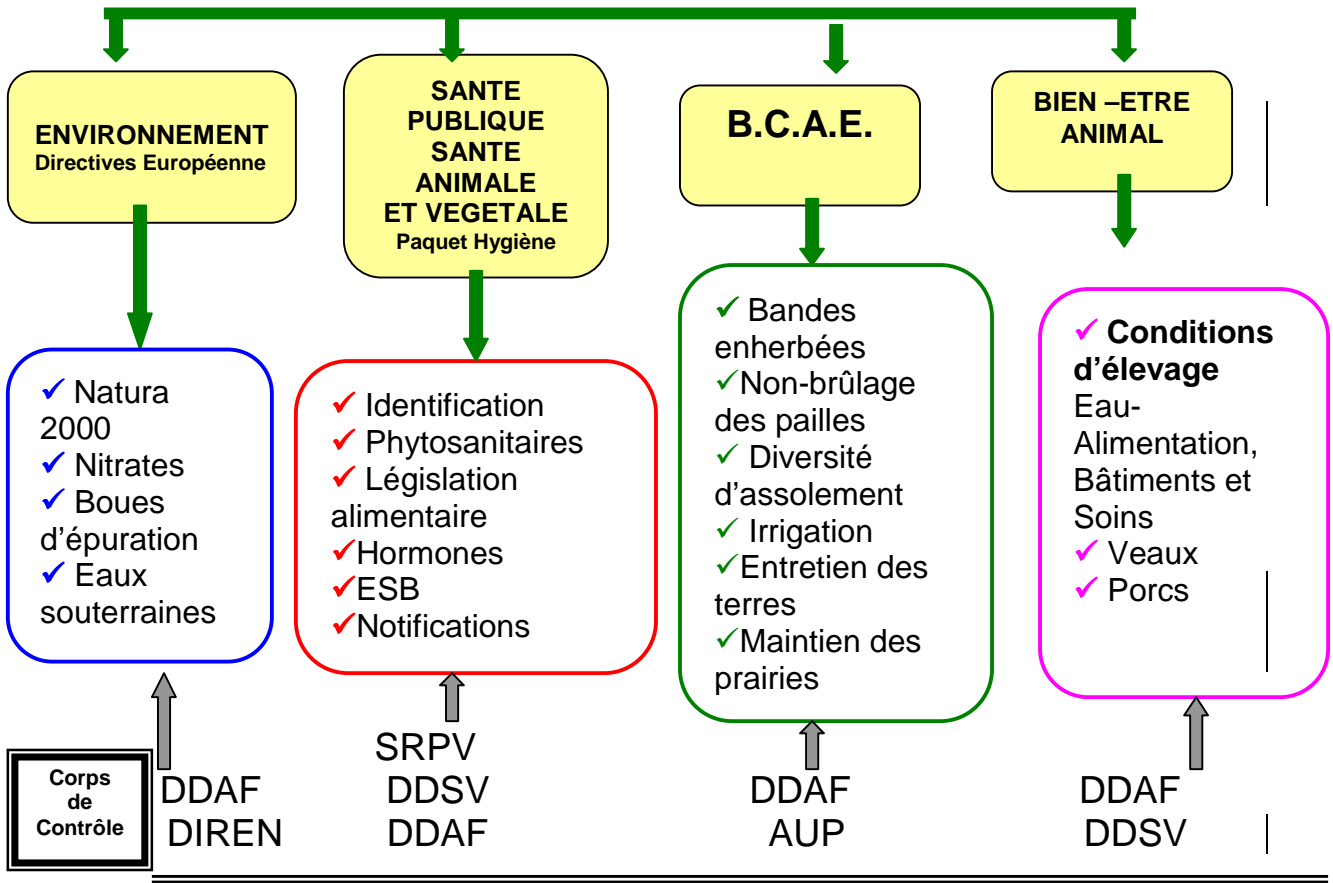 ENVIRONNEMENT
Directives Européenne
SANTE
PUBLIQUE
SANTE
ANIMALE
ET VEGETALE
Paquet Hygiène
B.C.A.E.
BIEN –ETRE
ANIMAL
✓ Natura
2000
✓ Nitrates
✓ Boues
d'épuration
✓ Eaux
souterraines
✓ Identification
✓ Phytosanitaires
✓ Législation
alimentaire
✓Hormones
✓ESB
✓Notifications
✓ Bandes
enherbées
✓Non-brûlage
des pailles
✓ Diversité
d'assolement
✓ Irrigation
✓Entretien des
terres
✓Maintien des
prairies
✓ Conditions
d'élevage
Eau-
Alimentation,
Bâtiments et
Soins
✓ Veaux
✓ Porcs
Corps
de
Contrôle
DDAF
DIREN
SRPV
DDSV
DDAF
DDAF
AUP
DDAF
DDSV